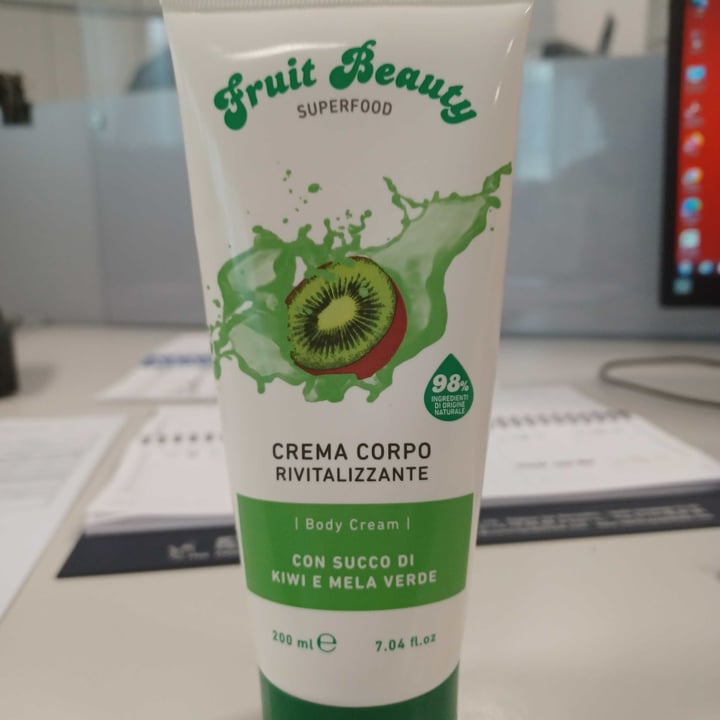 Fruit Beauty
SUPERFOOD
98%
INGREDIENTI
DI ORIGINE
NATURALE
CREMA CORPO
RIVITALIZZANTE
| Body Cream |
CON SUCCO DI
KIWI E MELA VERDE
200 ml ℮ 7.04 fl.oz